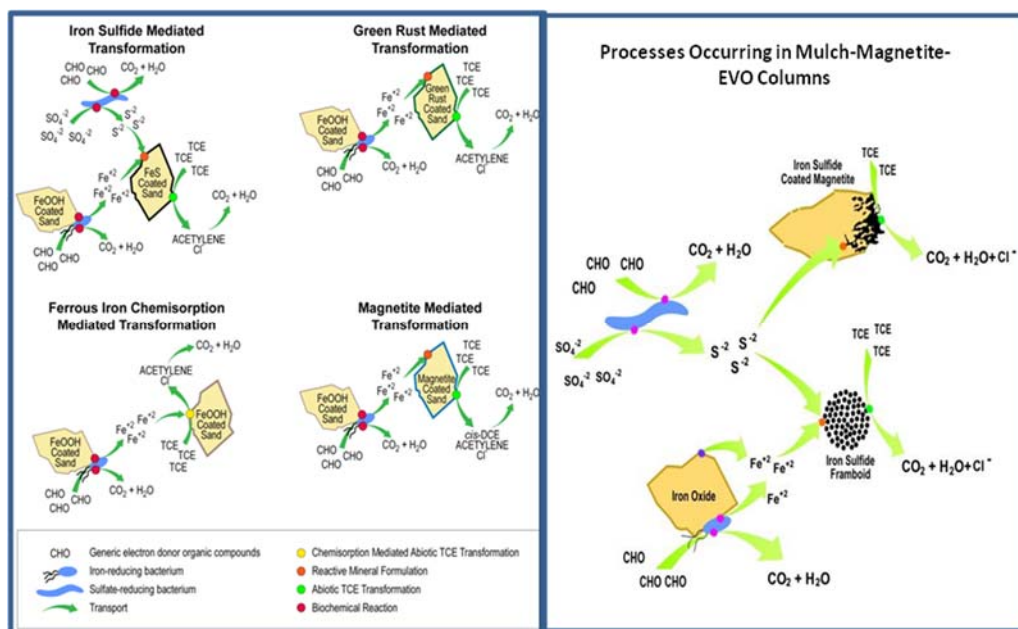 Iron Sulfide Mediated
Transformation
CHO CHO
CHO
CO₂ + H₂O
SO₄⁻²
SO₄⁻² SO₄⁻²
S⁻²
S⁻²
S⁻²
TCE
TCE
TCE
FeS
Coated
Sand
Fe⁺²
Fe⁺² Fe⁺²
FeOOH
Coated
Sand
CO₂ + H₂O
ACETYLENE
Cl
CO₂ + H₂O
CHO
CHO CHO
Green Rust Mediated
Transformation
TCE
TCE
TCE
Green
Rust
Coated
Sand
Fe⁺²
Fe⁺² Fe⁺²
FeOOH
Coated
Sand
CO₂ + H₂O
CO₂ + H₂O
ACETYLENE
Cl
CHO
CHO CHO
Ferrous Iron Chemisorption
Mediated Transformation
CO₂ + H₂O
ACETYLENE
Cl
Fe⁺²
Fe⁺² Fe⁺²
FeOOH
Coated
Sand
TCE
TCE
TCE
FeOOH
Coated
Sand
CO₂ + H₂O
CHO
CHO CHO
Magnetite Mediated
Transformation
TCE
TCE
TCE
Magnetite
Coated
Sand
Fe⁺²
Fe⁺² Fe⁺²
FeOOH
Coated
Sand
CO₂ + H₂O
CO₂ + H₂O
cis-DCE
ACETYLENE
Cl
CHO
CHO CHO
CHO Generic electron donor organic compounds
Iron-reducing bacterium
Sulfate-reducing bacterium
Transport
Chemisorption Mediated Abiotic TCE Transformation
Reactive Mineral Formulation
Abiotic TCE Transformation
Biochemical Reaction
Processes Occurring in Mulch-Magnetite-
EVO Columns
Iron Sulfide
Coated Magnetite
TCE
TCE
CO₂ + H₂O+Cl⁻
CHO CHO
CHO
CO₂ + H₂O
SO₄⁻²
SO₄⁻² SO₄⁻²
S⁻² S⁻²
S⁻²
TCE TCE
TCE
Iron Sulfide
Framboid
CO₂ + H₂O+Cl⁻
Fe⁺² Fe⁺²
Fe⁺²
Iron Oxide
CHO
CHO CHO
CO₂ + H₂O